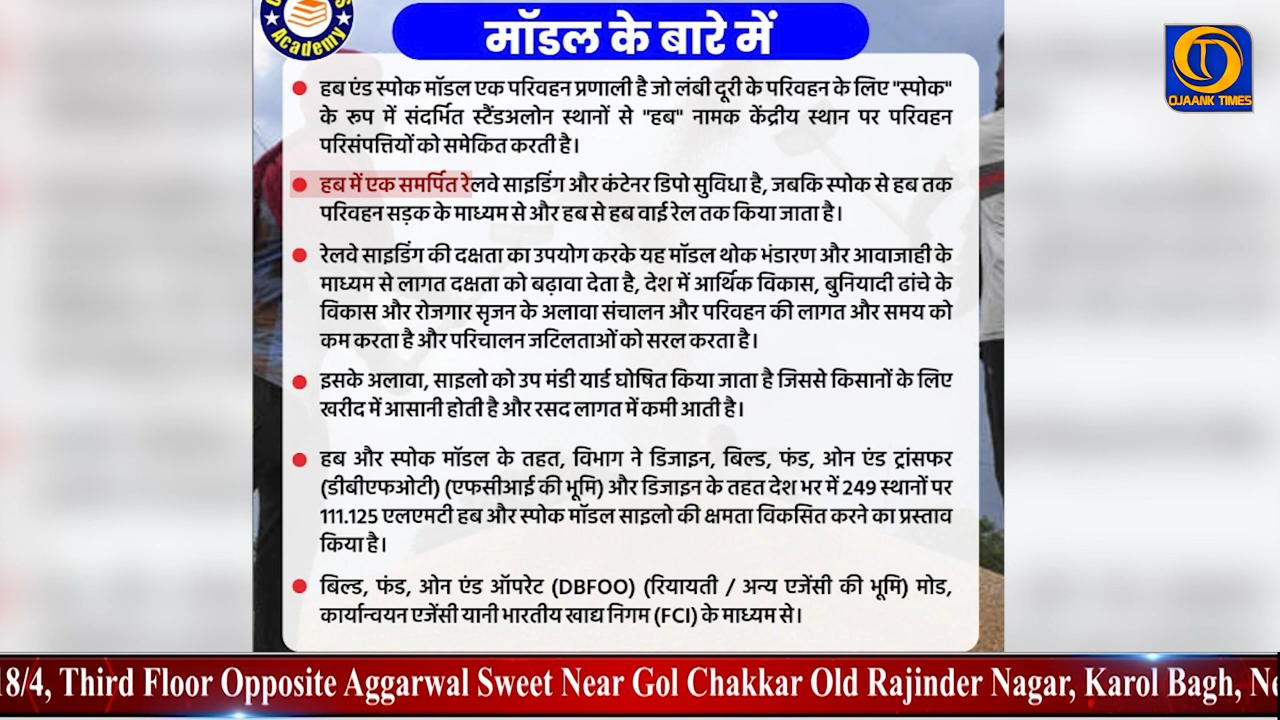 Academy
मॉडल के बारे में
OJAANK TIMES
हब एंड स्पोक मॉडल एक परिवहन प्रणाली है जो लंबी दूरी के परिवहन के लिए "स्पोक"
के रूप में संदर्भित स्टैंडअलोन स्थानों से "हब" नामक केंद्रीय स्थान पर परिवहन
परिसंपत्तियों को समेकित करती है।
हब में एक समर्पित रेलवे साइडिंग और कंटेनर डिपो सुविधा है, जबकि स्पोक से हब तक
परिवहन सड़क के माध्यम से और हब से हब वाई रेल तक किया जाता है।
रेलवे साइडिंग की दक्षता का उपयोग करके यह मॉडल थोक भंडारण और आवाजाही के
माध्यम से लागत दक्षता को बढ़ावा देता है, देश में आर्थिक विकास, बुनियादी ढांचे के
विकास और रोजगार सृजन के अलावा संचालन और परिवहन की लागत और समय को
कम करता है और परिचालन जटिलताओं को सरल करता है।
इसके अलावा, साइलो को उप मंडी यार्ड घोषित किया जाता है जिससे किसानों के लिए
खरीद में आसानी होती है और रसद लागत में कमी आती है।
हब और स्पोक मॉडल के तहत, विभाग ने डिजाइन, बिल्ड, फंड, ओन एंड ट्रांसफर
(डीबीएफओटी) (एफसीआई की भूमि) और डिजाइन के तहत देश भर में 249 स्थानों पर
111.125 एलएमटी हब और स्पोक मॉडल साइलो की क्षमता विकसित करने का प्रस्ताव
किया है।
बिल्ड, फंड, ओन एंड ऑपरेट (DBFOO) (रियायती / अन्य एजेंसी की भूमि) मोड,
कार्यान्वयन एजेंसी यानी भारतीय खाद्य निगम (FCI) के माध्यम से।
18/4, Third Floor Opposite Aggarwal Sweet Near Gol Chakkar Old Rajinder Nagar, Karol Bagh, Ne